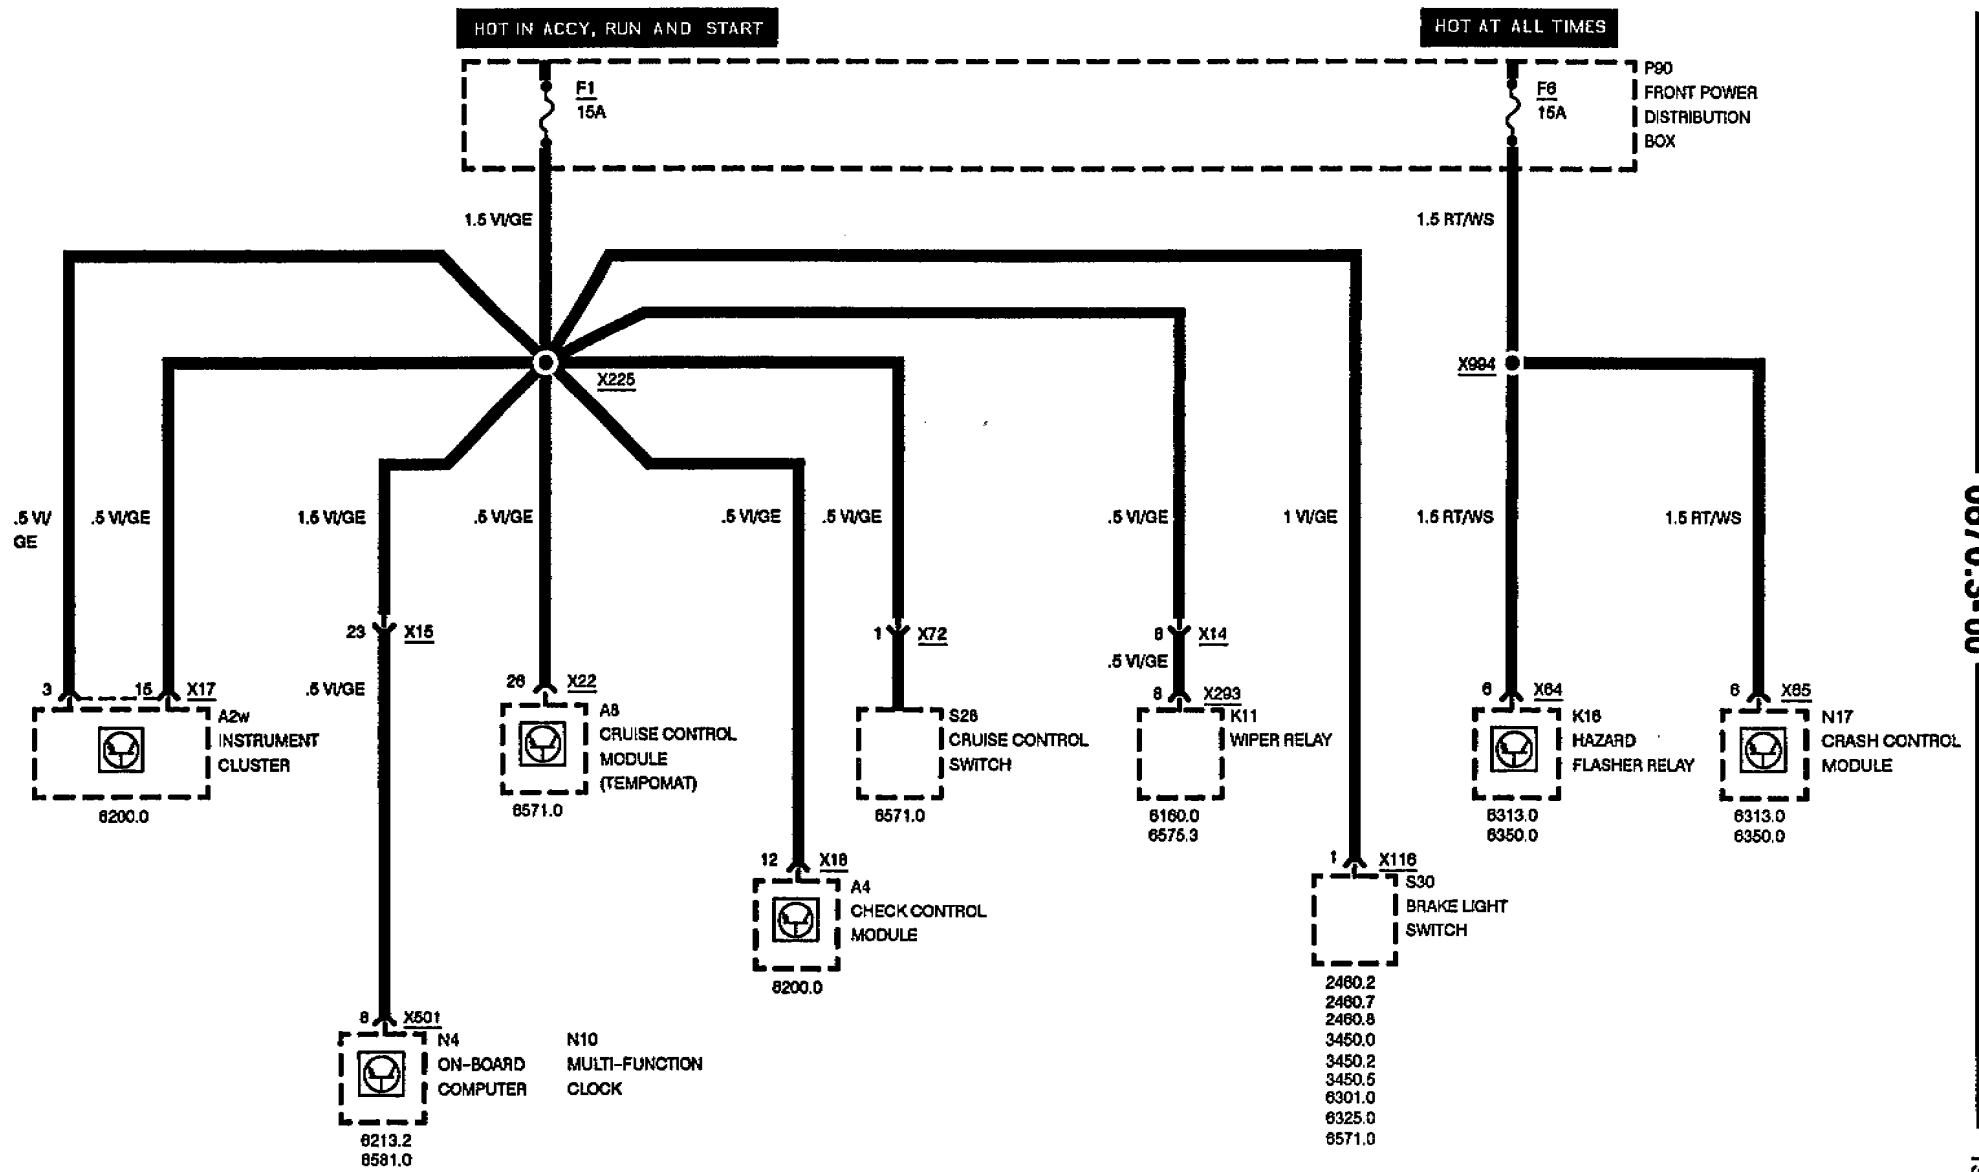 HOT IN ACCY, RUN AND START
HOT AT ALL TIMES
F1
15A
F6
15A
P90
FRONT POWER
DISTRIBUTION
BOX
1.5 VI/GE
1.5 RT/WS
X225
X994
.5 VI/
GE
.5 VI/GE
1.5 VI/GE
.5 VI/GE
.5 VI/GE
.5 VI/GE
.5 VI/GE
1 VI/GE
1.5 RT/WS
1.5 RT/WS
23
X15
1
X72
8
X14
.5 VI/GE
.5 VI/GE
3
15
X17
26
X22
8
X293
6
X64
6
X65
A2w
INSTRUMENT
CLUSTER
6200.0
A8
CRUISE CONTROL
MODULE
(TEMPOMAT)
6571.0
S26
CRUISE CONTROL
SWITCH
6571.0
K11
WIPER RELAY
6160.0
6575.3
K16
HAZARD
FLASHER RELAY
6313.0
6350.0
N17
CRASH CONTROL
MODULE
6313.0
6350.0
12
X18
A4
CHECK CONTROL
MODULE
6200.0
1
X116
S30
BRAKE LIGHT
SWITCH
2460.2
2460.7
2460.8
3450.0
3450.2
3450.5
6301.0
6325.0
6571.0
8
X501
N4
ON-BOARD
COMPUTER
N10
MULTI-FUNCTION
CLOCK
6213.2
6581.0